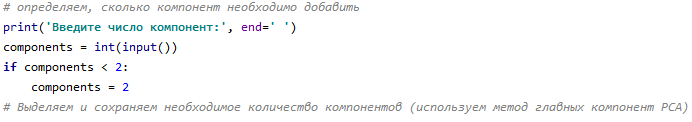 # определяем, сколько компонент необходимо добавить
print('Введите число компонент:', end=' ')
components = int(input())
if components < 2:
    components = 2
# Выделяем и сохраняем необходимое количество компонентов (используем метод главных компонент PCA)